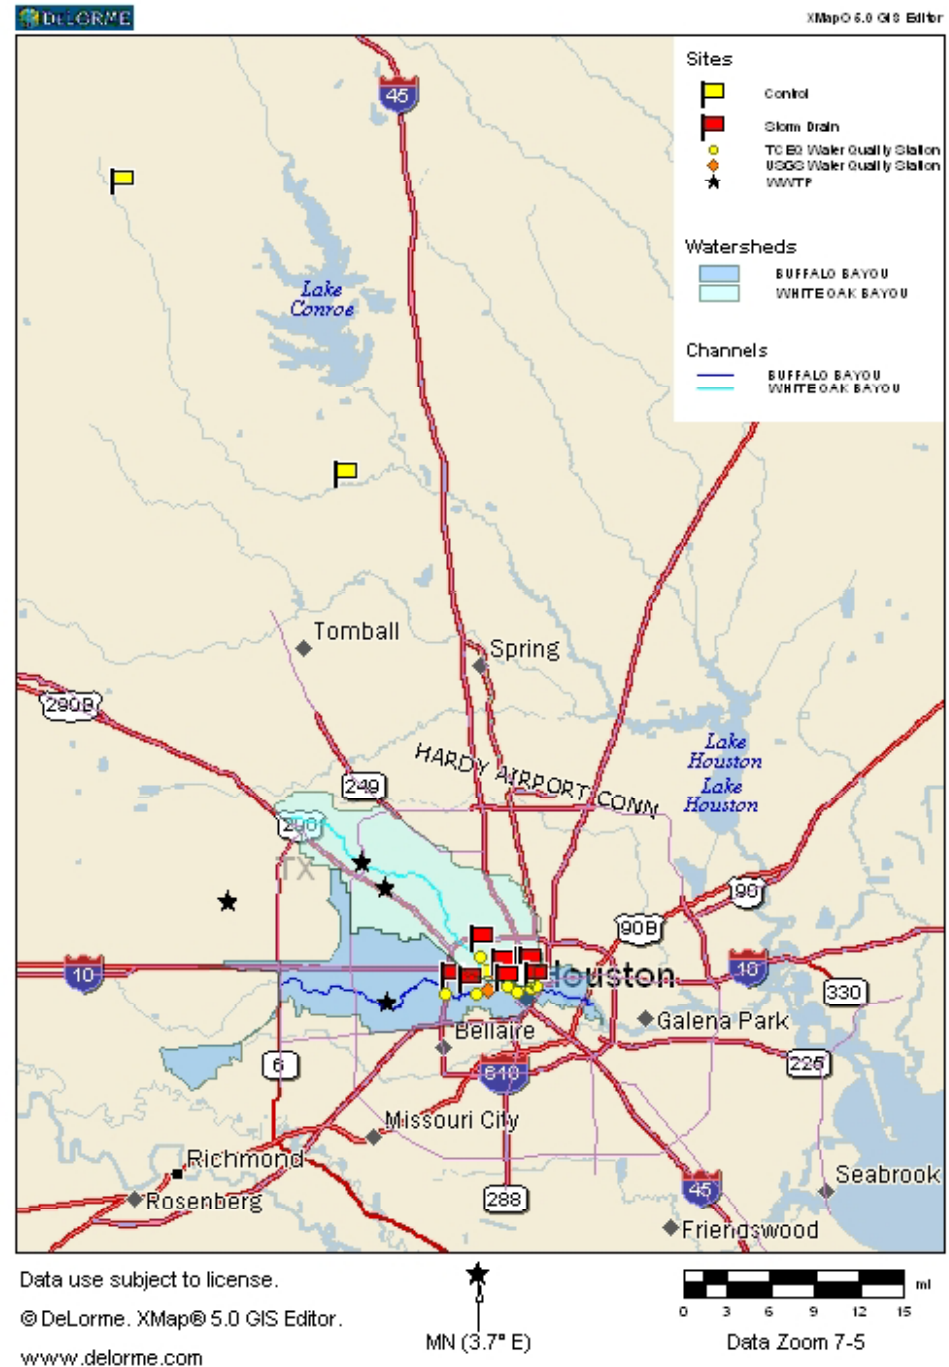 DELORME
XMap© 5.0 GIS Editor
45
Sites
Control
Storm Drain
TCEQ Water Quality Station
USGS Water Quality Station
WWTP
Watersheds
BUFFALO BAYOU
WHITE OAK BAYOU
Channels
BUFFALO BAYOU
WHITE OAK BAYOU
Lake
Conroe
Tomball
Spring
290B
Lake
Houston
Lake
Houston
HARDY AIRPORT CONN
249
290
TX
90
90B
10
Houston
10
330
Galena Park
Bellaire
6
610
225
Missouri City
Richmond
Rosenberg
288
45
Seabrook
Friendswood
Data use subject to license.
© DeLorme. XMap® 5.0 GIS Editor.
www.delorme.com
MN (3.7° E)
mi
0 3 6 9 12 15
Data Zoom 7-5